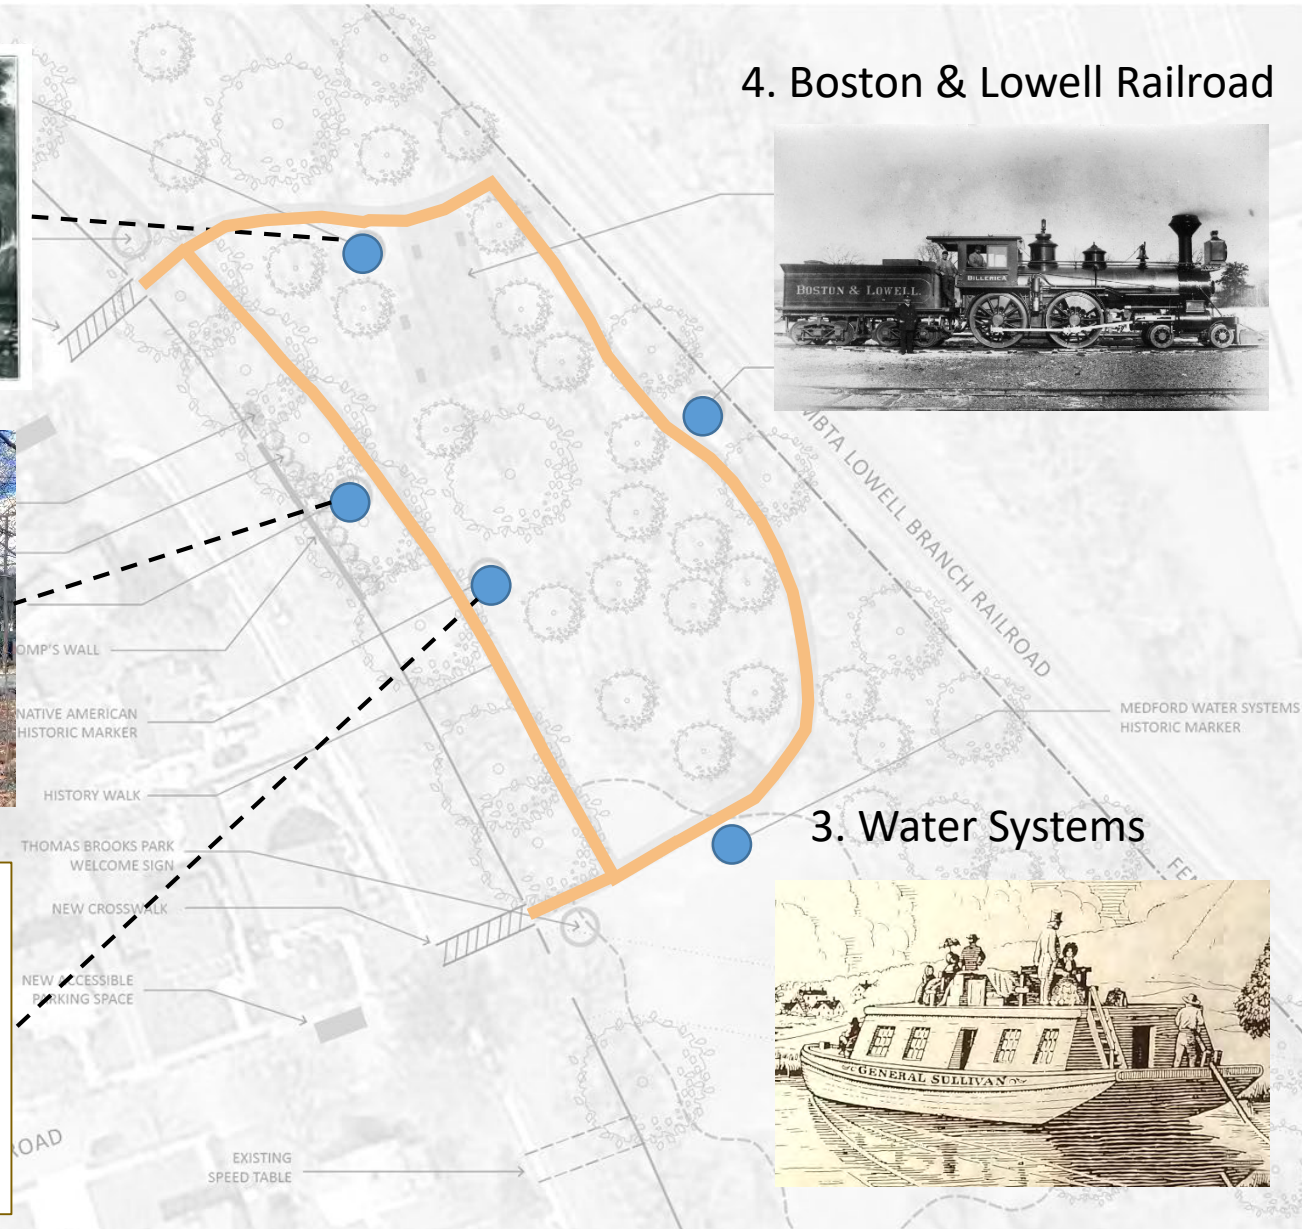 4. Boston & Lowell Railroad
BILLERICA
BOSTON & LOWELL.
MBTA LOWELL BRANCH RAILROAD
OMP'S WALL
NATIVE AMERICAN
HISTORIC MARKER
MEDFORD WATER SYSTEMS
HISTORIC MARKER
HISTORY WALK
3. Water Systems
THOMAS BROOKS PARK
WELCOME SIGN
FEN
NEW CROSSWALK
NEW ACCESSIBLE
PARKING SPACE
GENERAL SULLIVAN
ROAD
EXISTING
SPEED TABLE